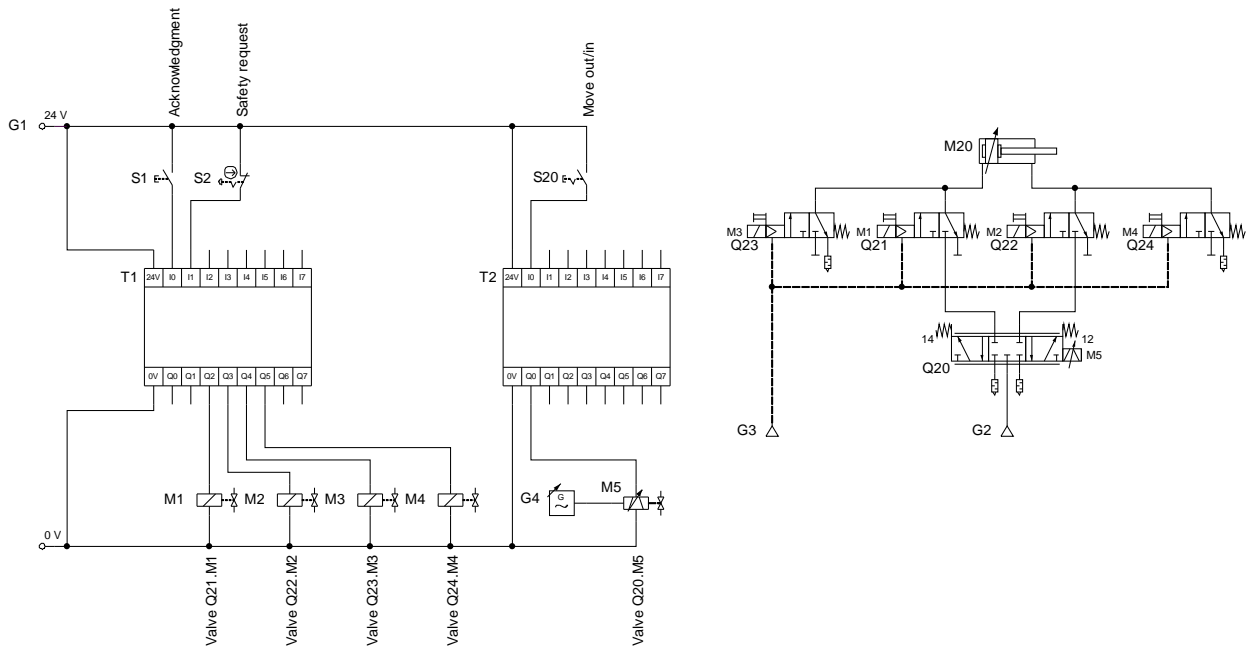 Acknowledgment
Safety request
Move out/in
G1
24 V
S1
S2
S20
T1
24V I0 I1 I2 I3 I4 I5 I6 I7
0V Q0 Q1 Q2 Q3 Q4 Q5 Q6 Q7
T2
24V I0 I1 I2 I3 I4 I5 I6 I7
0V Q0 Q1 Q2 Q3 Q4 Q5 Q6 Q7
M1
M2
M3
M4
G4
G
M5
0 V
Valve Q21.M1
Valve Q22.M2
Valve Q23.M3
Valve Q24.M4
Valve Q20.M5
M20
M3
Q23
M1
Q21
M2
Q22
M4
Q24
14
12
M5
Q20
G3
G2